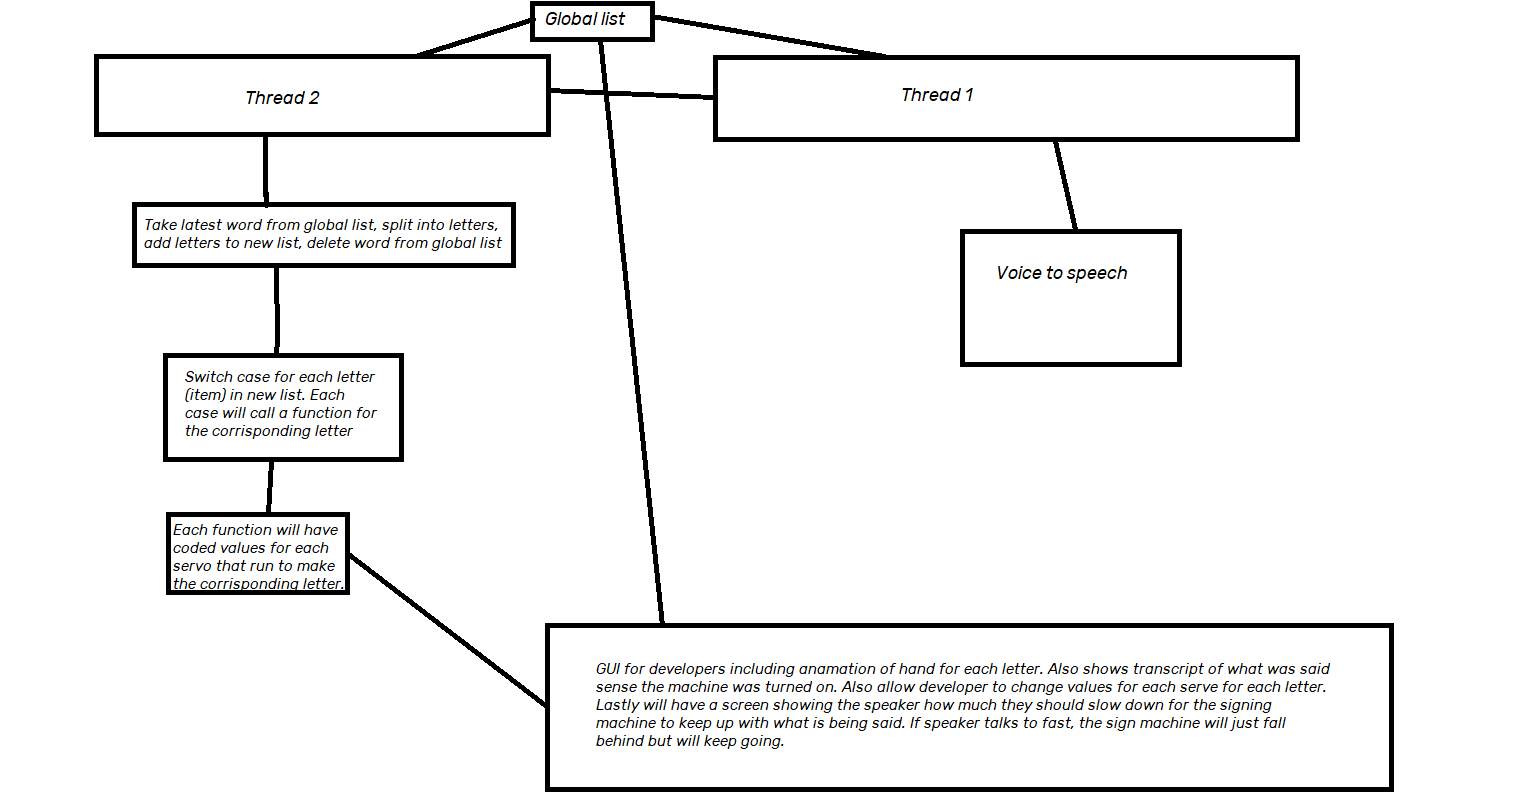 Global list
Thread 2
Thread 1
Take latest word from global list, split into letters,
add letters to new list, delete word from global list
Voice to speech
Switch case for each letter
(item) in new list. Each
case will call a function for
the corrisponding letter
Each function will have
coded values for each
servo that run to make
the corrisponding letter.
GUI for developers including anamation of hand for each letter. Also shows transcript of what was said
sense the machine was turned on. Also allow developer to change values for each serve for each letter.
Lastly will have a screen showing the speaker how much they should slow down for the signing
machine to keep up with what is being said. If speaker talks to fast, the sign machine will just fall
behind but will keep going.